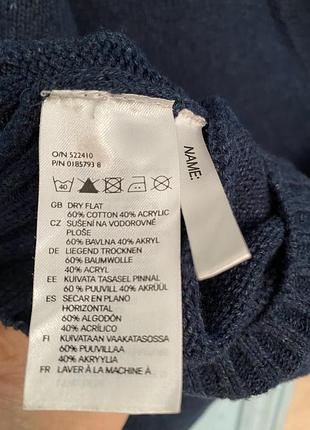 O/N 522410
P/N 0185793 8
40
GB DRY FLAT
60% COTTON 40% ACRYLIC
CZ SUŠENÍ NA VODOROVNÉ
PLOŠE
60% BAVLNA 40% AKRYL
DE LIEGEND TROCKNEN
60% BAUMWOLLE
40% ACRYL
EE KUIVATA TASASEL PINNAL
60 % PUUVILL 40% AKRÜÜL
ES SECAR EN PLANO
HORIZONTAL
60% ALGODÓN
40% ACRÍLICO
FI KUIVATAAN VAAKATASOSSA
60% PUUVILLA
40% AKRYYLIA
FR LAVER À LA MACHINE À
NAME: